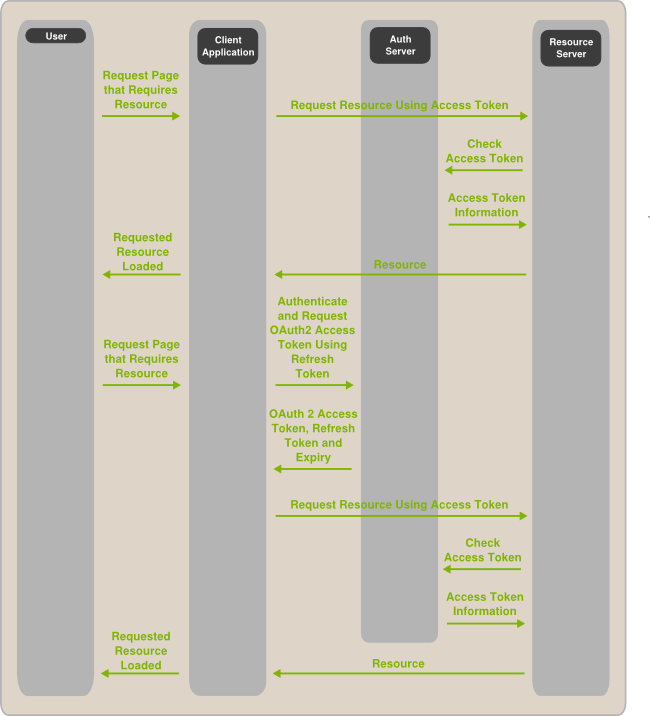 User
Client
Application
Auth
Server
Resource
Server
Request Page
that Requires
Resource
Request Resource Using Access Token
Check
Access Token
Access Token
Information
Requested
Resource
Loaded
Resource
Authenticate
and Request
OAuth2 Access
Token Using
Refresh
Token
Request Page
that Requires
Resource
OAuth 2 Access
Token, Refresh
Token and
Expiry
Request Resource Using Access Token
Check
Access Token
Access Token
Information
Requested
Resource
Loaded
Resource